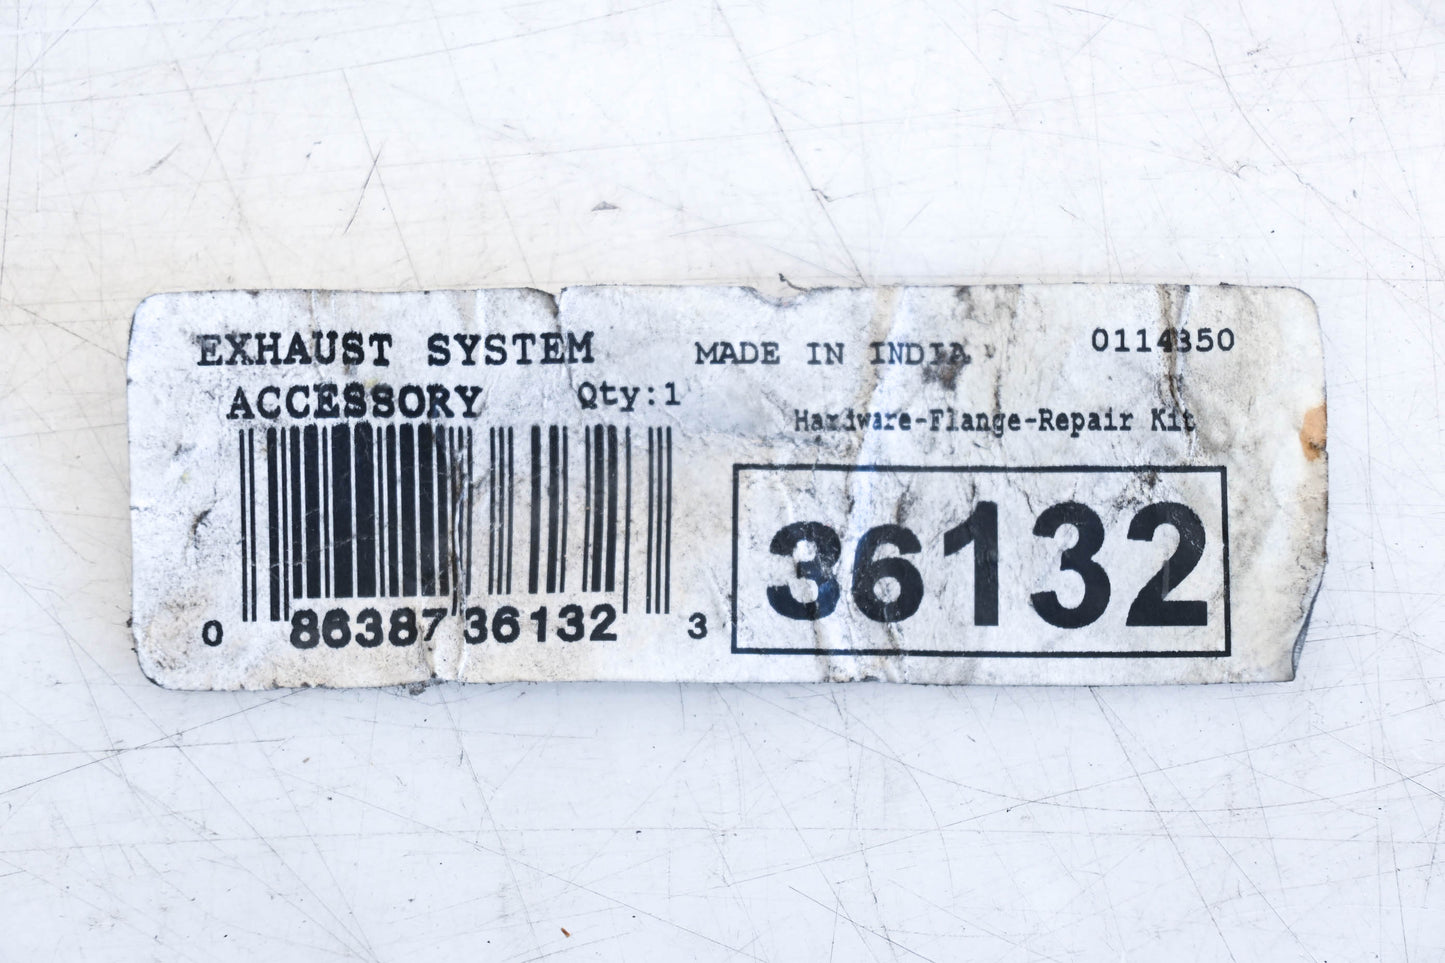 EXHAUST SYSTEM
ACCESSORY
Qty:1
MADE IN INDIA
0114350
Hardware-Flange-Repair Kit
36132
0 86387 36132 3